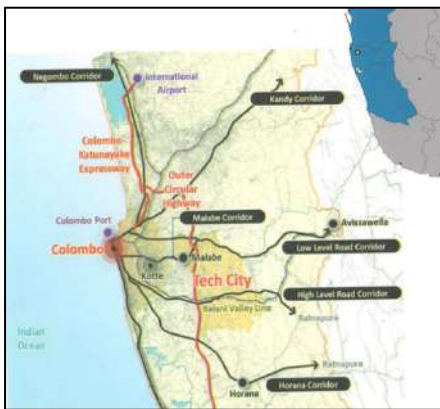 Negombo Corridor
International
Airport
Kandy Corridor
Colombo-
Katunayake
Expressway
Outer
Circular
Highway
Colombo Port
Malabe Corridor
Avissawella
Colombo
Low Level Road Corridor
Malabe
Kotte
Tech City
High Level Road Corridor
Kelani Valley Line
Ratnapura
Indian
Ocean
Ratnapura
Horana
Horana Corridor